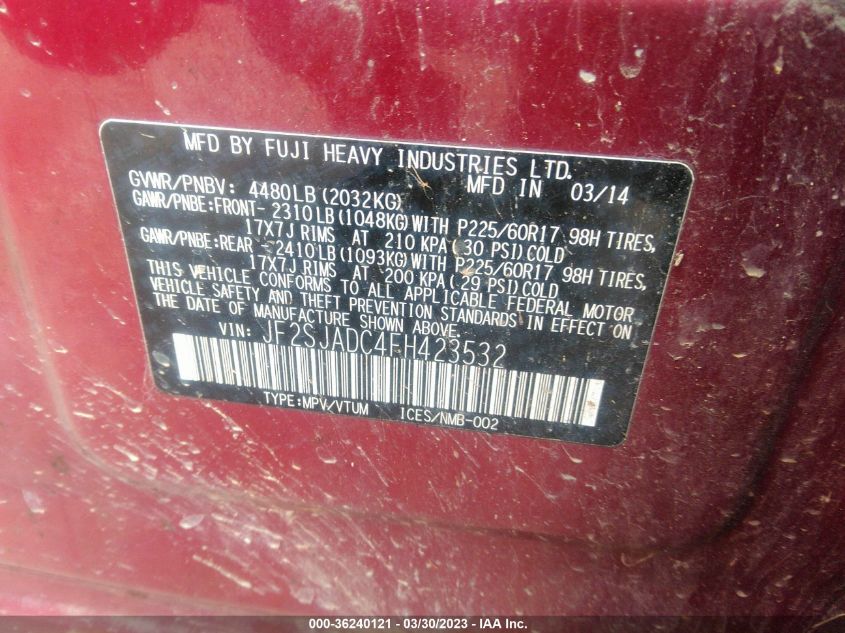 MFD BY FUJI HEAVY INDUSTRIES LTD.
GVWR/PNBV: 4480LB(2032KG) MFD IN 03/14
GAWR/PNBE:FRONT- 2310LB(1048KG)WITH P225/60R17 98H TIRES,
17X7J RIMS AT 210 KPA( 30 PSI)COLD
GAWR/PNBE:REAR - 2410LB(1093KG)WITH P225/60R17 98H TIRES,
17X7J RIMS AT 200 KPA( 29 PSI)COLD
THIS VEHICLE CONFORMS TO ALL APPLICABLE FEDERAL MOTOR
VEHICLE SAFETY AND THEFT PREVENTION STANDARDS IN EFFECT ON
THE DATE OF MANUFACTURE SHOWN ABOVE.
VIN: JF2SJADC4FH423532
TYPE:MPV/VTUM ICES/NMB-002
000-36240121 - 03/30/2023 - IAA Inc.